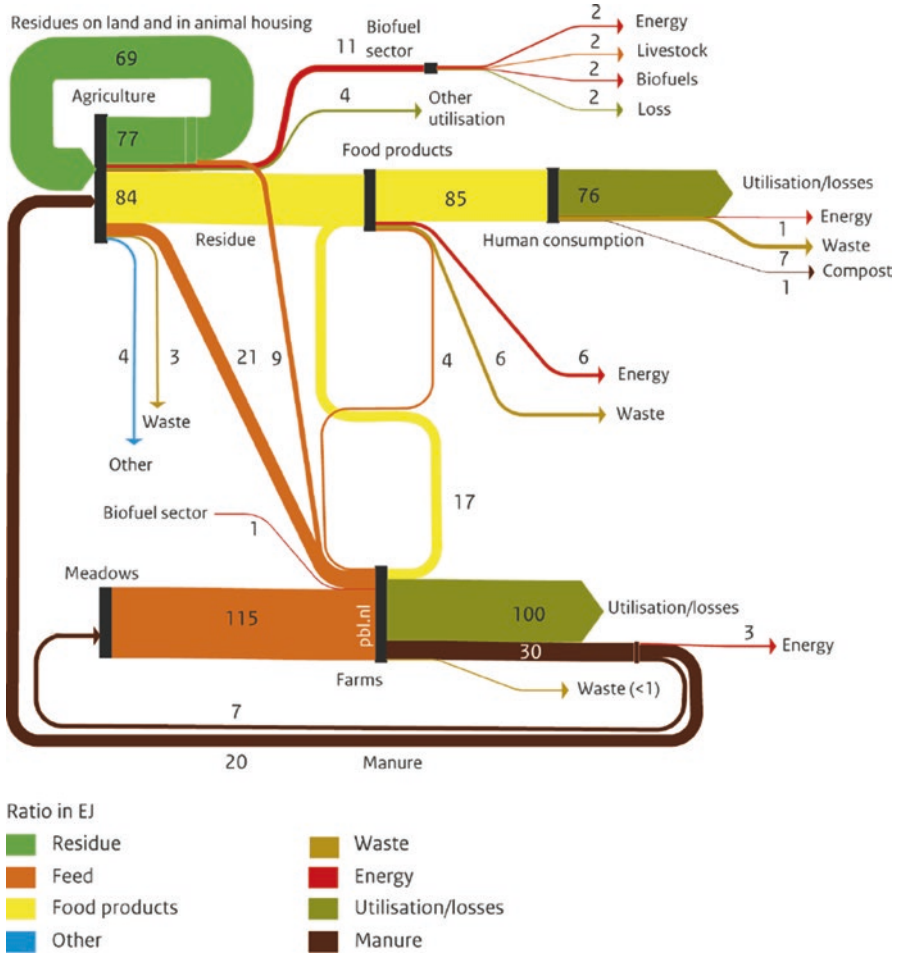 Residues on land and in animal housing
69
Agriculture
77
11
Biofuel
sector
2
Energy
2
Livestock
2
Biofuels
2
Loss
4
Other
utilisation
Food products
84
85
76
Utilisation/losses
Residue
Human consumption
1
Energy
7
Waste
1
Compost
4
3
21
9
4
6
6
Energy
Waste
Waste
Other
17
Biofuel sector
1
Meadows
115
pbl.nl
100
Utilisation/losses
30
3
Energy
Farms
Waste (<1)
7
20
Manure
Ratio in EJ
Residue
Feed
Food products
Other
Waste
Energy
Utilisation/losses
Manure